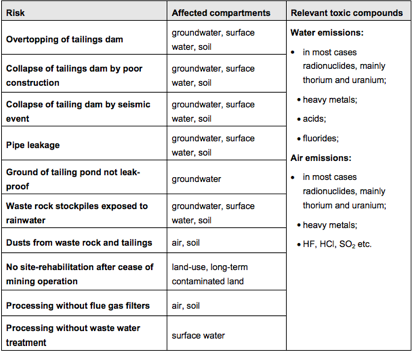 Risk
Affected compartments
Relevant toxic compounds
Overtopping of tailings dam
groundwater, surface
water, soil
Collapse of tailings dam by poor
construction
groundwater, surface
water, soil
Collapse of tailing dam by seismic
event
groundwater, surface
water, soil
Pipe leakage
groundwater, surface
water, soil
Ground of tailing pond not leak-
proof
groundwater
Waste rock stockpiles exposed to
rainwater
groundwater, surface
water, soil
Dusts from waste rock and tailings
air, soil
No site-rehabilitation after cease of
mining operation
land-use, long-term
contaminated land
Processing without flue gas filters
air, soil
Processing without waste water
treatment
surface water
Water emissions:
• in most cases
radionuclides, mainly
thorium and uranium;
• heavy metals;
• acids;
• fluorides;
Air emissions:
• in most cases
radionuclides, mainly
thorium and uranium;
• heavy metals;
• HF, HCl, SO₂ etc.